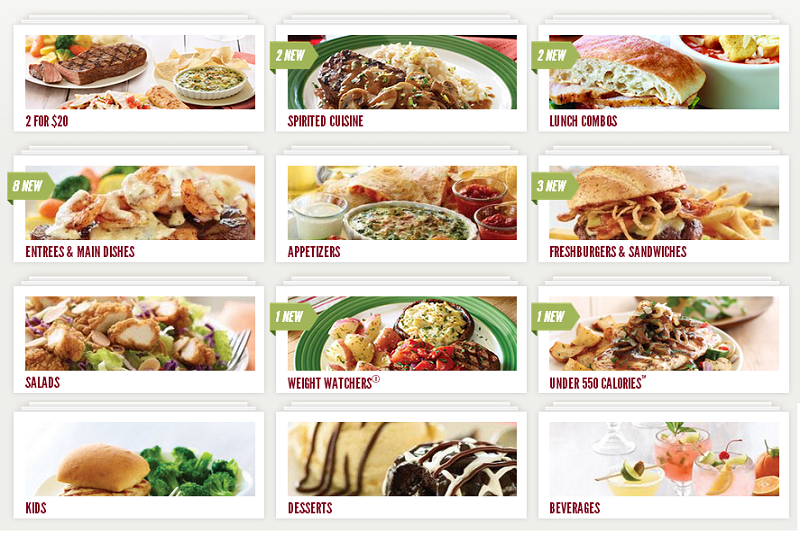 2 FOR $20
2 NEW
SPIRITED CUISINE
2 NEW
LUNCH COMBOS
8 NEW
ENTREES & MAIN DISHES
APPETIZERS
3 NEW
FRESHBURGERS & SANDWICHES
SALADS
1 NEW
WEIGHT WATCHERS®
1 NEW
UNDER 550 CALORIES™
KIDS
DESSERTS
BEVERAGES